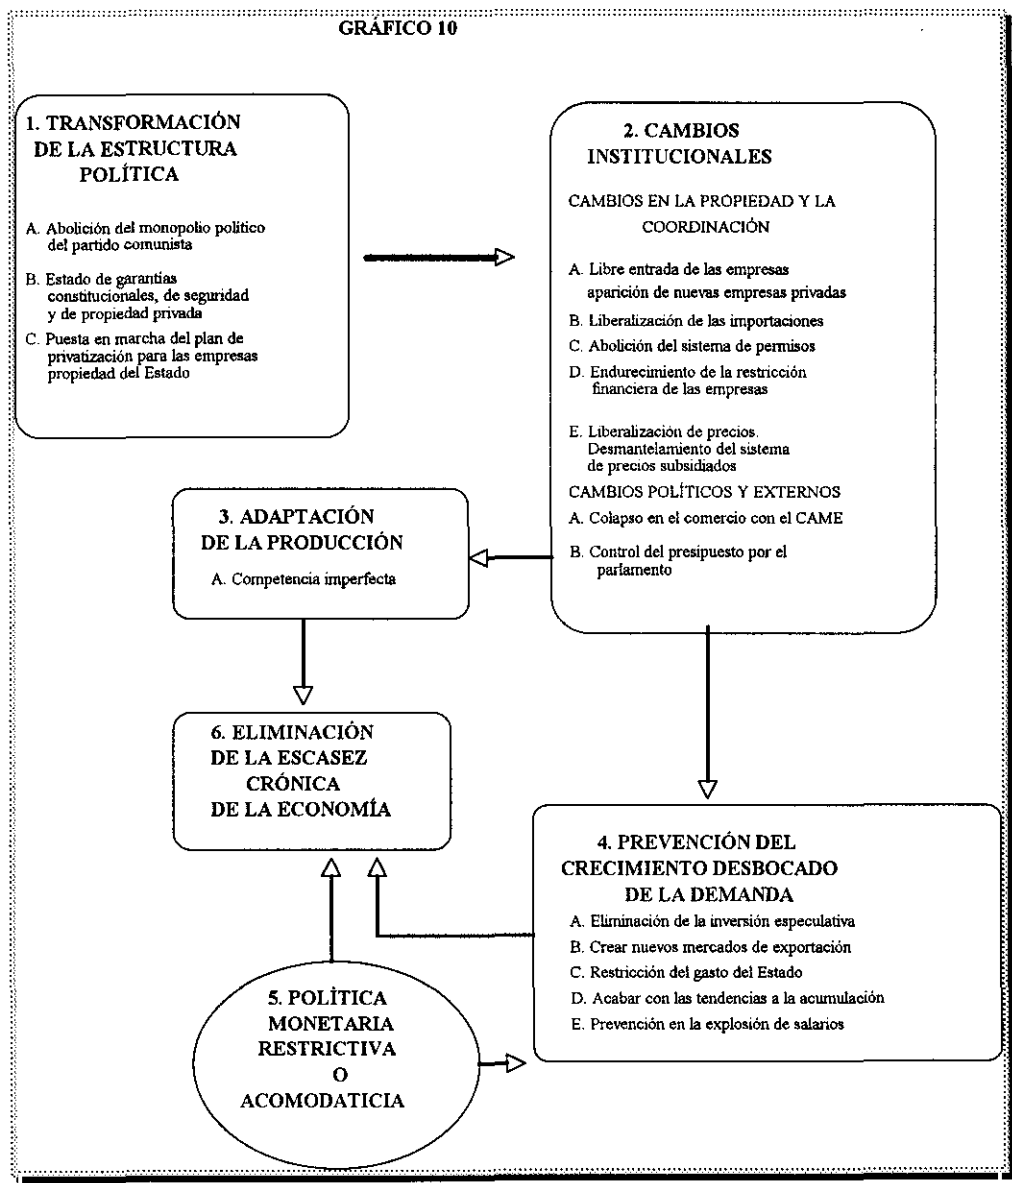 GRÁFICO 10
1. TRANSFORMACIÓN
DE LA ESTRUCTURA
POLÍTICA
A. Abolición del monopolio político
del partido comunista
B. Estado de garantías
constitucionales, de seguridad
y de propiedad privada
C. Puesta en marcha del plan de
privatización para las empresas
propiedad del Estado
2. CAMBIOS
INSTITUCIONALES
CAMBIOS EN LA PROPIEDAD Y LA
COORDINACIÓN
A. Libre entrada de las empresas
aparición de nuevas empresas privadas
B. Liberalización de las importaciones
C. Abolición del sistema de permisos
D. Endurecimiento de la restricción
financiera de las empresas
E. Liberalización de precios.
Desmantelamiento del sistema
de precios subsidiados
CAMBIOS POLÍTICOS Y EXTERNOS
A. Colapso en el comercio con el CAME
B. Control del presipuesto por el
parlamento
3. ADAPTACIÓN
DE LA PRODUCCIÓN
A. Competencia imperfecta
6. ELIMINACIÓN
DE LA ESCASEZ
CRÓNICA
DE LA ECONOMÍA
4. PREVENCIÓN DEL
CRECIMIENTO DESBOCADO
DE LA DEMANDA
A. Eliminación de la inversión especulativa
B. Crear nuevos mercados de exportación
C. Restricción del gasto del Estado
D. Acabar con las tendencias a la acumulación
E. Prevención en la explosión de salarios
5. POLÍTICA
MONETARIA
RESTRICTIVA
O
ACOMODATICIA